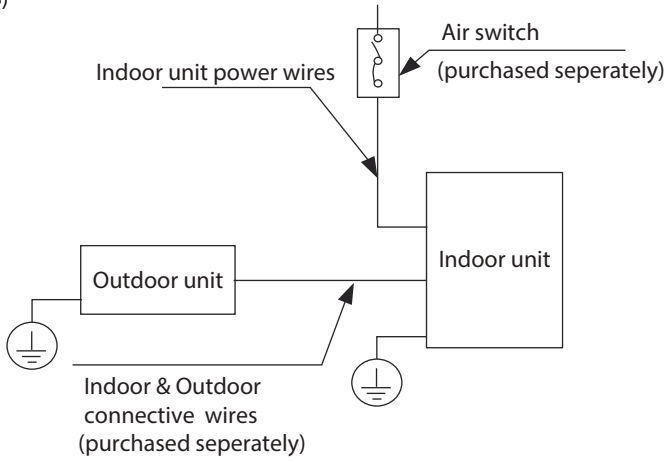 Air switch
(purchased seperately)
Indoor unit power wires
Indoor unit
Outdoor unit
Indoor & Outdoor
connective wires
(purchased seperately)